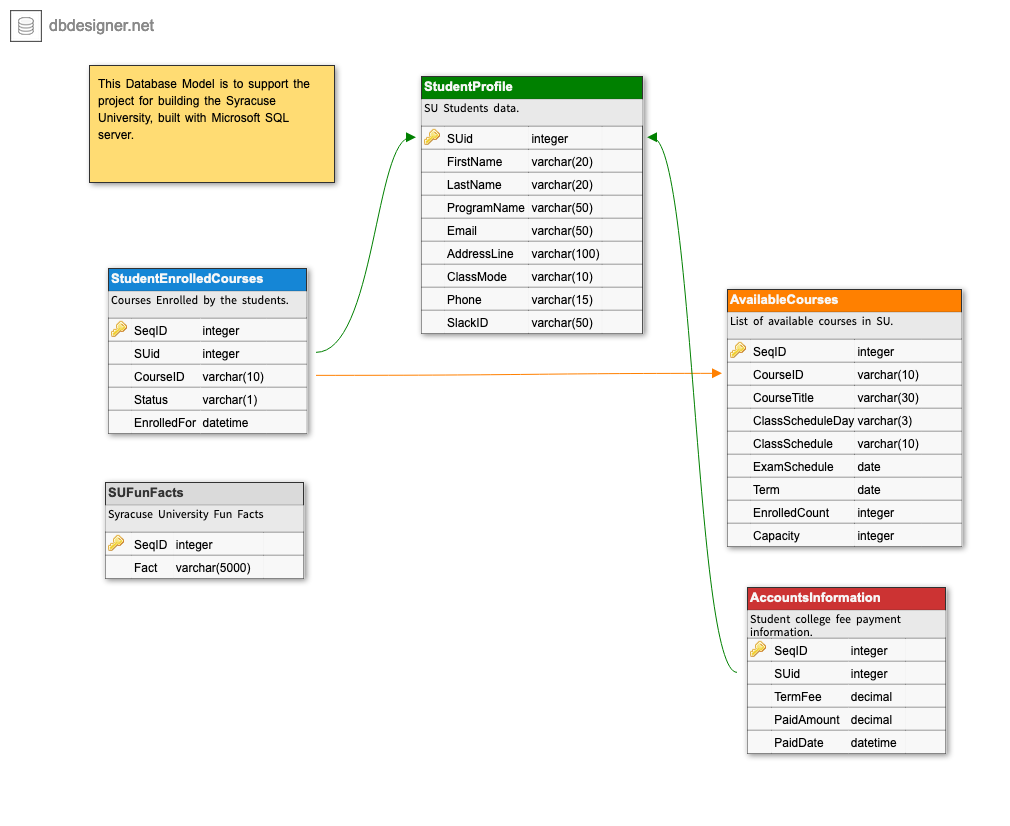 dbdesigner.net
This Database Model is to support the
project for building the Syracuse
University, built with Microsoft SQL
server.
StudentProfile
SU Students data.
SUid integer
FirstName varchar(20)
LastName varchar(20)
ProgramName varchar(50)
Email varchar(50)
AddressLine varchar(100)
ClassMode varchar(10)
Phone varchar(15)
SlackID varchar(50)
StudentEnrolledCourses
Courses Enrolled by the students.
SeqID integer
SUid integer
CourseID varchar(10)
Status varchar(1)
EnrolledFor datetime
AvailableCourses
List of available courses in SU.
SeqID integer
CourseID varchar(10)
CourseTitle varchar(30)
ClassScheduleDay varchar(3)
ClassSchedule varchar(10)
ExamSchedule date
Term date
EnrolledCount integer
Capacity integer
SUFunFacts
Syracuse University Fun Facts
SeqID integer
Fact varchar(5000)
AccountsInformation
Student college fee payment
information.
SeqID integer
SUid integer
TermFee decimal
PaidAmount decimal
PaidDate datetime